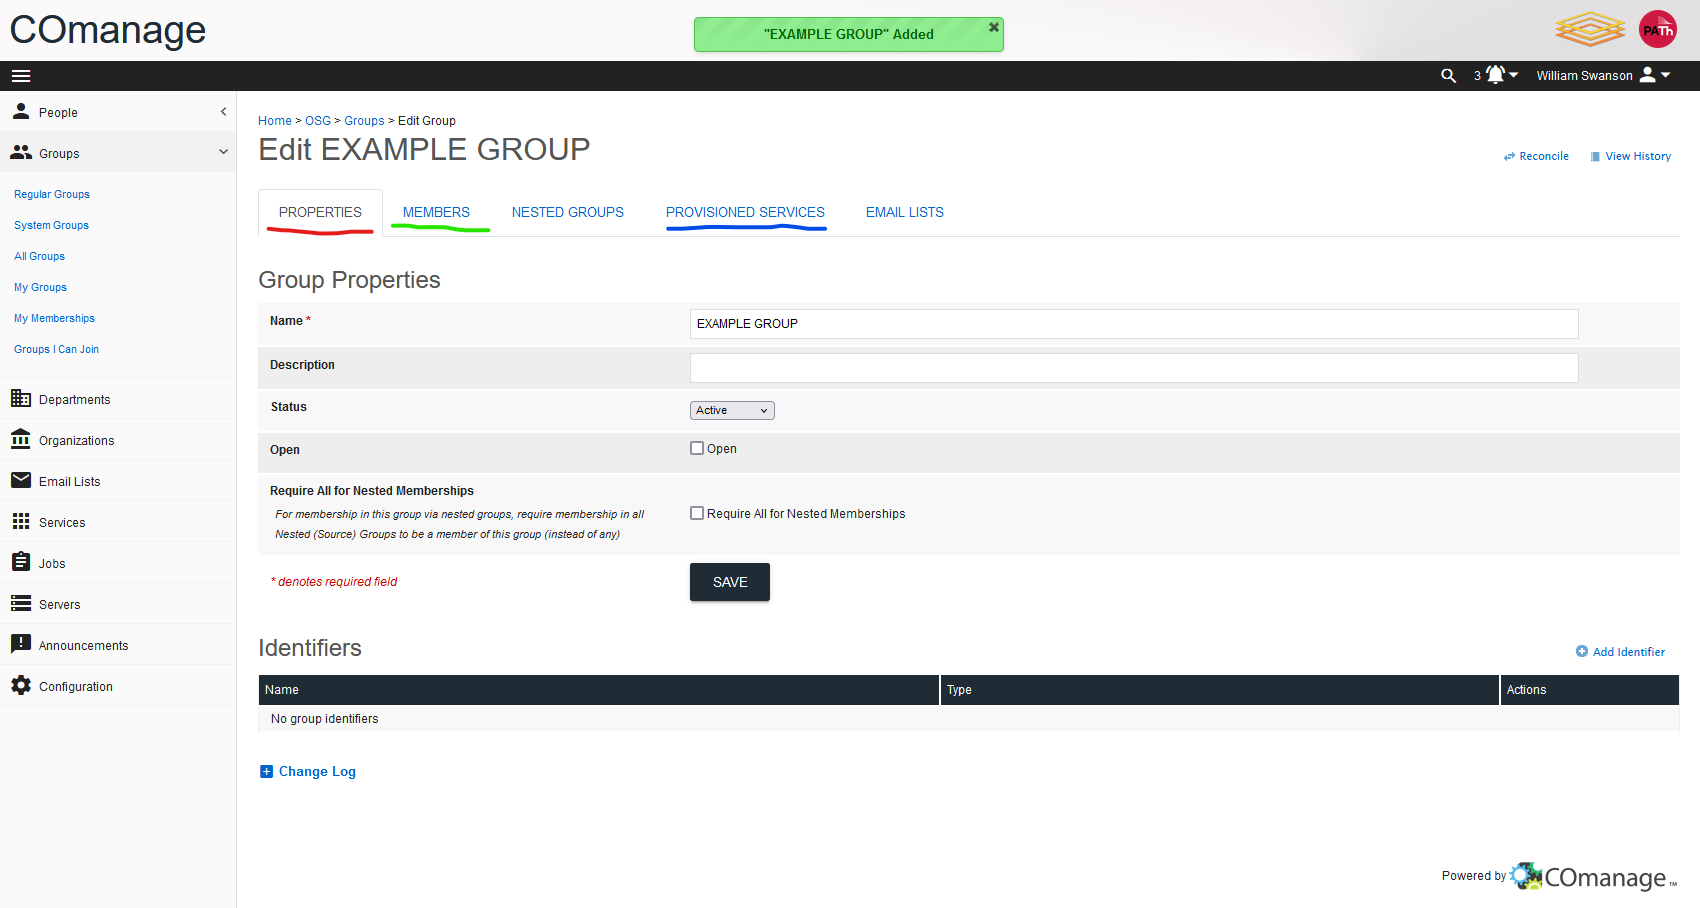 COmanage
"EXAMPLE GROUP" Added
PATh
3
William Swanson
People
Groups
Regular Groups
System Groups
All Groups
My Groups
My Memberships
Groups I Can Join
Departments
Organizations
Email Lists
Services
Jobs
Servers
Announcements
Configuration
Home > OSG > Groups > Edit Group
Edit EXAMPLE GROUP
Reconcile
View History
PROPERTIES
MEMBERS
NESTED GROUPS
PROVISIONED SERVICES
EMAIL LISTS
Group Properties
Name *
EXAMPLE GROUP
Description
Status
Active
Open
Open
Require All for Nested Memberships
For membership in this group via nested groups, require membership in all
Nested (Source) Groups to be a member of this group (instead of any)
Require All for Nested Memberships
* denotes required field
SAVE
Identifiers
Add Identifier
Name
Type
Actions
No group identifiers
Change Log
Powered by COmanage™